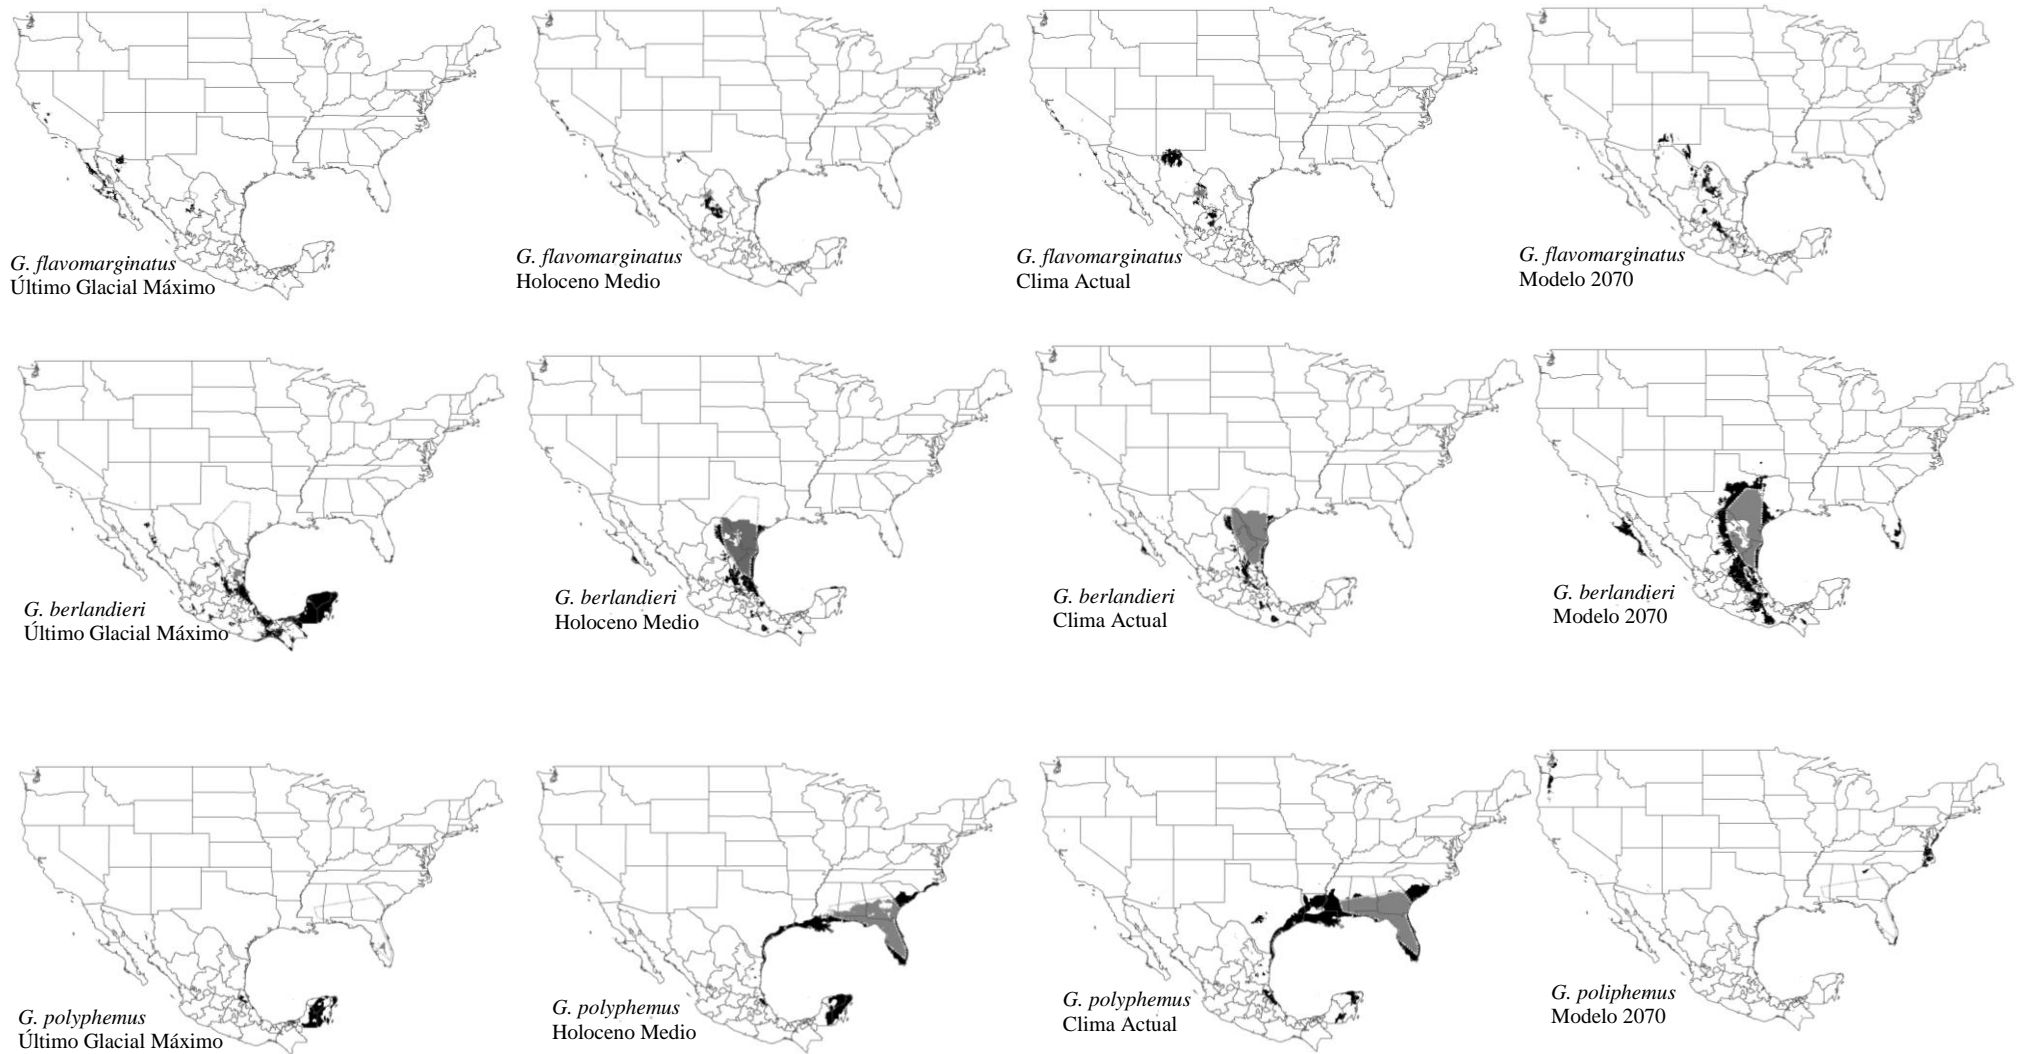 G. flavomarginatus
Último Glacial Máximo
G. flavomarginatus
Holoceno Medio
G. flavomarginatus
Clima Actual
G. flavomarginatus
Modelo 2070
G. berlandieri
Último Glacial Máximo
G. berlandieri
Holoceno Medio
G. berlandieri
Clima Actual
G. berlandieri
Modelo 2070
G. polyphemus
Último Glacial Máximo
G. polyphemus
Holoceno Medio
G. polyphemus
Clima Actual
G. poliphemus
Modelo 2070